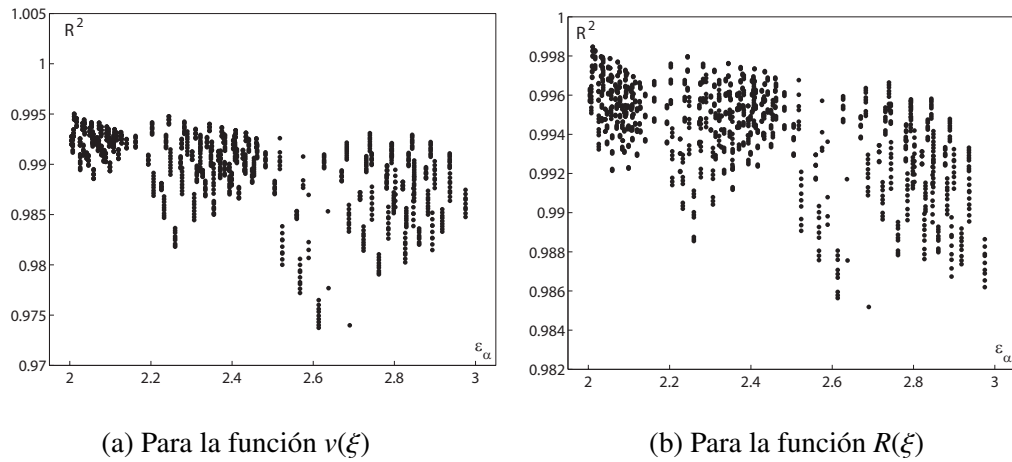 1.005
R²
1
0.995
0.99
0.985
0.98
0.975
0.97
ε_α
2 2.2 2.4 2.6 2.8 3
(a) Para la función v(ξ)
1
R²
0.998
0.996
0.994
0.992
0.99
0.988
0.986
0.984
0.982
ε_α
2 2.2 2.4 2.6 2.8 3
(b) Para la función R(ξ)